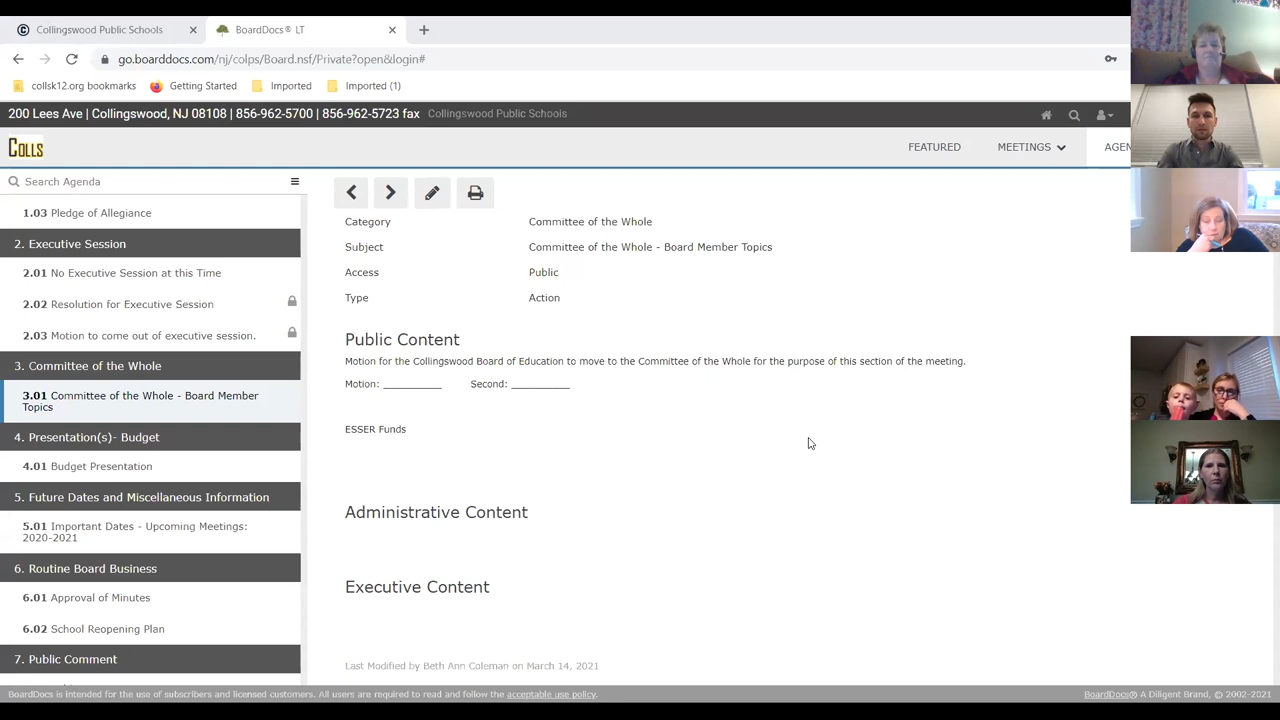 Collingswood Public Schools
BoardDocs® LT
go.boarddocs.com/nj/colps/Board.nsf/Private?open&login#
collsk12.org bookmarks
Getting Started
Imported
Imported (1)
200 Lees Ave | Collingswood, NJ 08108 | 856-962-5700 | 856-962-5723 fax
Collingswood Public Schools
COLLS
FEATURED
MEETINGS
AGEN
Search Agenda
1.03 Pledge of Allegiance
2. Executive Session
2.01 No Executive Session at this Time
2.02 Resolution for Executive Session
2.03 Motion to come out of executive session.
3. Committee of the Whole
3.01 Committee of the Whole - Board Member
Topics
4. Presentation(s)- Budget
4.01 Budget Presentation
5. Future Dates and Miscellaneous Information
5.01 Important Dates - Upcoming Meetings:
2020-2021
6. Routine Board Business
6.01 Approval of Minutes
6.02 School Reopening Plan
7. Public Comment
Category Committee of the Whole
Subject Committee of the Whole - Board Member Topics
Access Public
Type Action
Public Content
Motion for the Collingswood Board of Education to move to the Committee of the Whole for the purpose of this section of the meeting.
Motion: __________ Second: __________
ESSER Funds
Administrative Content
Executive Content
Last Modified by Beth Ann Coleman on March 14, 2021
BoardDocs is intended for the use of subscribers and licensed customers. All users are required to read and follow the acceptable use policy.
BoardDocs® A Diligent Brand, © 2002-2021